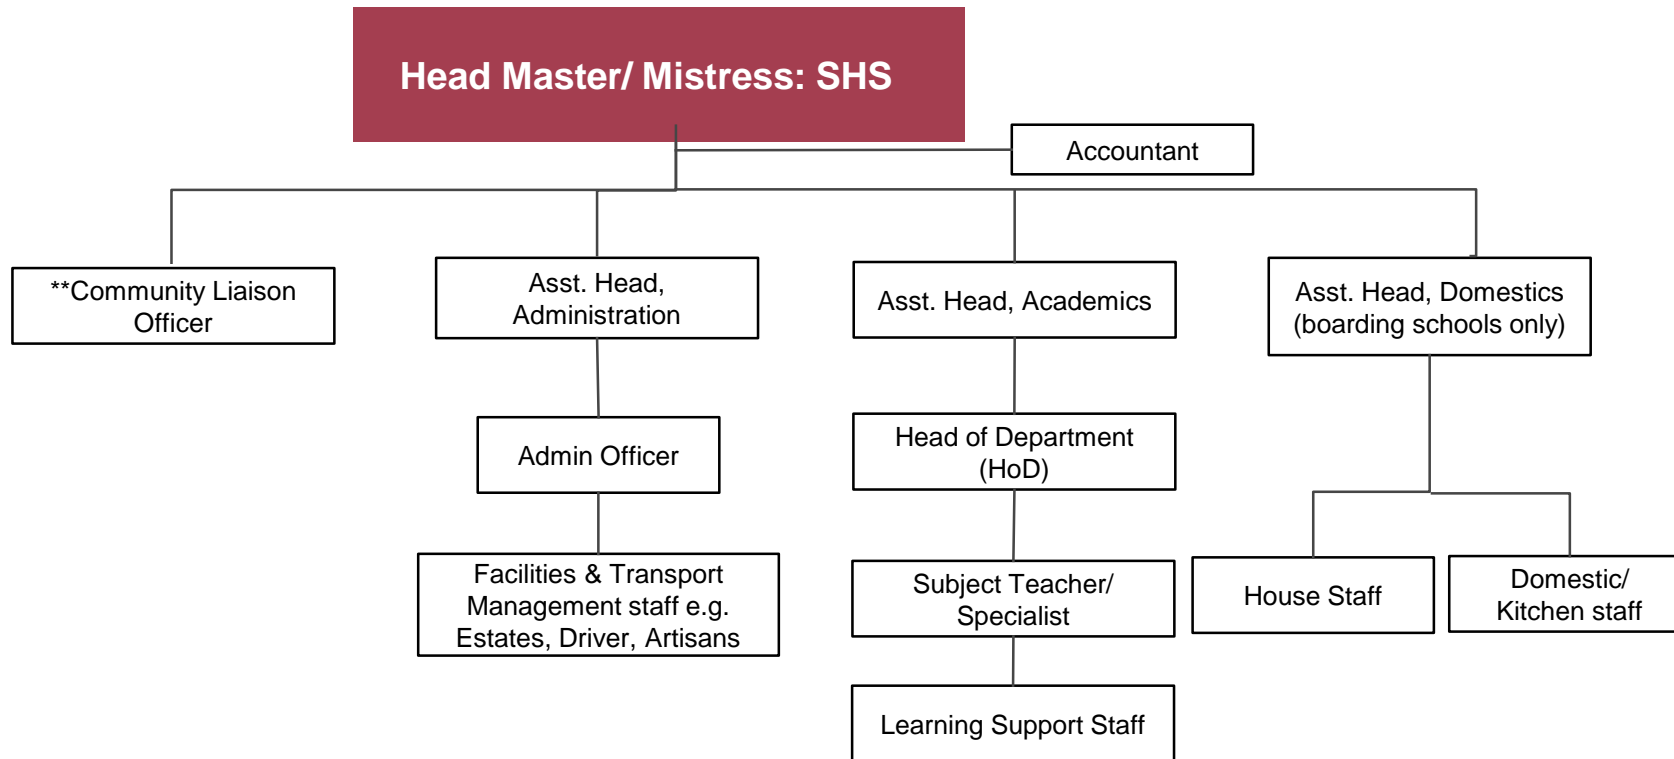 Head Master/ Mistress: SHS
Accountant
**Community Liaison
Officer
Asst. Head,
Administration
Asst. Head, Academics
Asst. Head, Domestics
(boarding schools only)
Admin Officer
Head of Department
(HoD)
Facilities & Transport
Management staff e.g.
Estates, Driver, Artisans
Subject Teacher/
Specialist
House Staff
Domestic/
Kitchen staff
Learning Support Staff